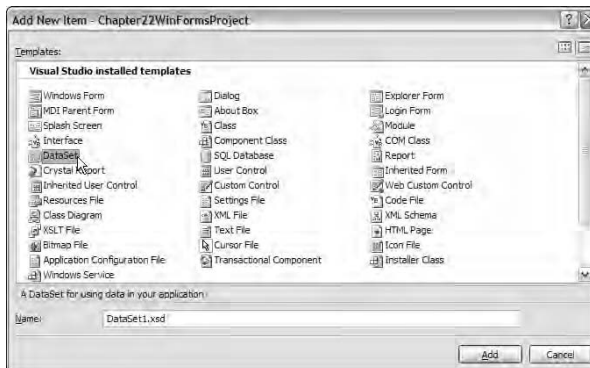 Add New Item - Chapter22WinFormsProject
Templates:
Visual Studio installed templates
Windows Form
Dialog
Explorer Form
MDI Parent Form
About Box
Login Form
Splash Screen
Class
Module
Interface
Component Class
COM Class
DataSet
SQL Database
Report
Crystal Report
User Control
Inherited Form
Inherited User Control
Custom Control
Web Custom Control
Resources File
Settings File
Code File
Class Diagram
XML File
XML Schema
XSLT File
Text File
HTML Page
Bitmap File
Cursor File
Icon File
Application Configuration File
Transactional Component
Installer Class
Windows Service
A DataSet for using data in your application
Name:
DataSet1.xsd
Add
Cancel